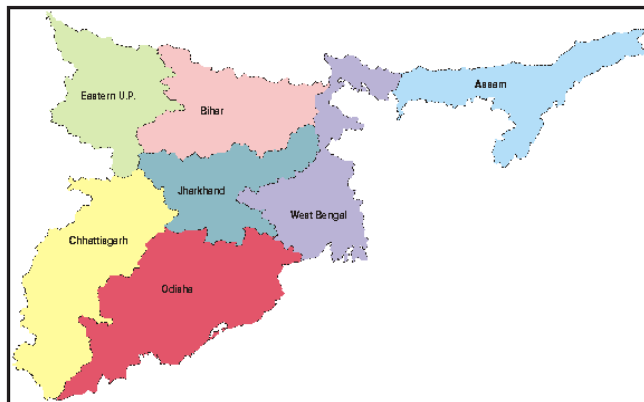 Assam
Eastern U.P.
Bihar
Jharkhand
West Bengal
Chhattisgarh
Odisha